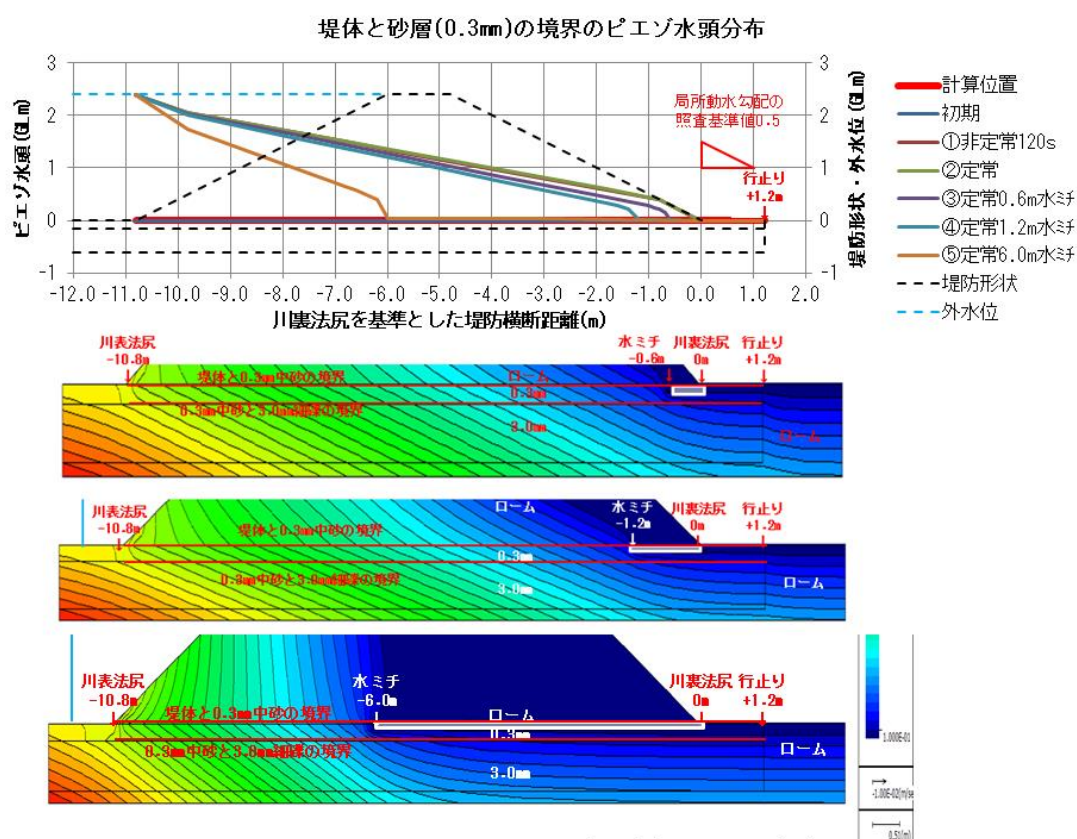 堤体と砂層(0.3mm)の境界のピエゾ水頭分布
ピエゾ水頭(GL.m)
3
2
1
0
-1
3
2
1
0
-1
堤防形状・外水位(GL.m)
-12.0 -11.0 -10.0 -9.0 -8.0 -7.0 -6.0 -5.0 -4.0 -3.0 -2.0 -1.0 0.0 1.0 2.0
川裏法尻を基準とした堤防横断距離(m)
局所動水勾配の
照査基準値0.5
行止り
+1.2m
計算位置
初期
①非定常120s
②定常
③定常0.6m水ミチ
④定常1.2m水ミチ
⑤定常6.0m水ミチ
堤防形状
外水位
川表法尻
-10.8m
水ミチ
-0.6m
川裏法尻
0m
行止り
+1.2m
堤体と0.3mm中砂の境界
ローム
0.3mm
0.3mm中砂と3.0mm細礫の境界
3.0mm
ローム
川表法尻
-10.8m
ローム
水ミチ
-1.2m
川裏法尻
0m
行止り
+1.2m
堤体と0.3mm中砂の境界
0.3mm
0.3mm中砂と3.0mm細礫の境界
3.0mm
ローム
川表法尻
-10.8m
水ミチ
-6.0m
川裏法尻
0m
行止り
+1.2m
堤体と0.3mm中砂の境界
ローム
0.3mm
0.3mm中砂と3.0mm細礫の境界
3.0mm
ローム
1.000E-01